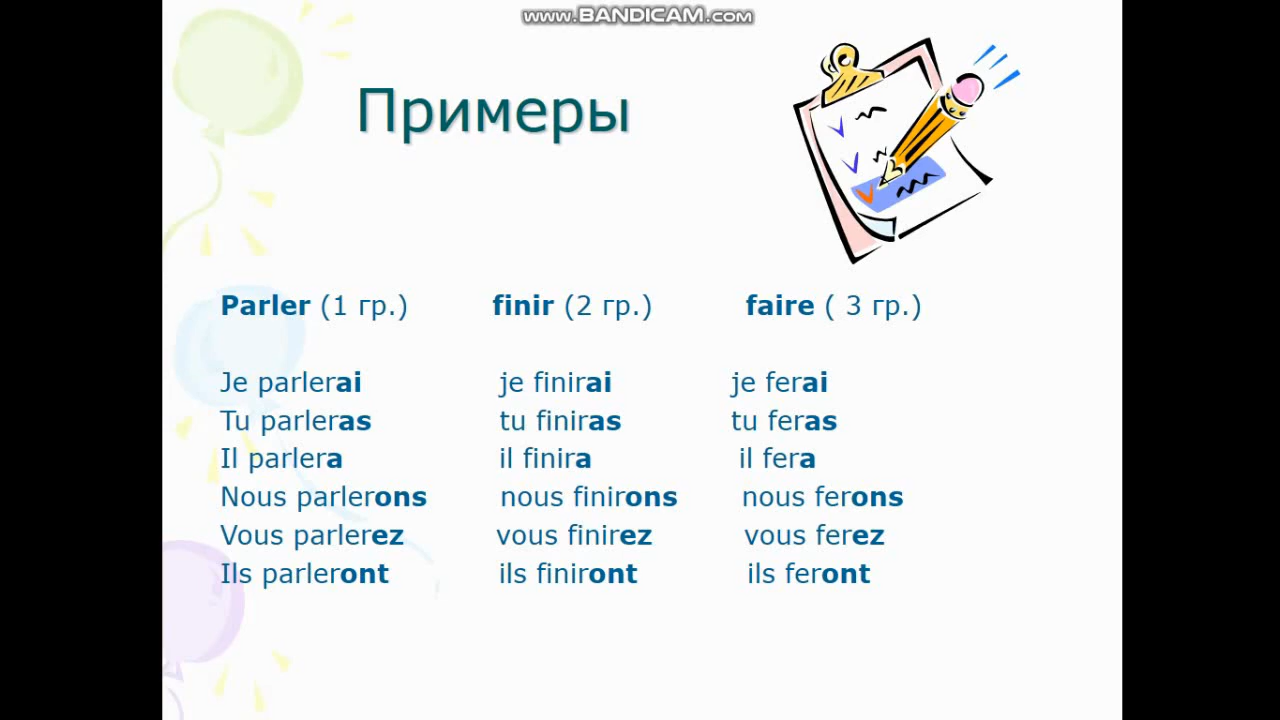 www.BANDICAM.com
Примеры
Parler (1 гр.) finir (2 гр.) faire ( 3 гр.)
Je parlerai je finirai je ferai
Tu parleras tu finiras tu feras
Il parlera il finira il fera
Nous parlerons nous finirons nous ferons
Vous parlerez vous finirez vous ferez
Ils parleront ils finiront ils feront